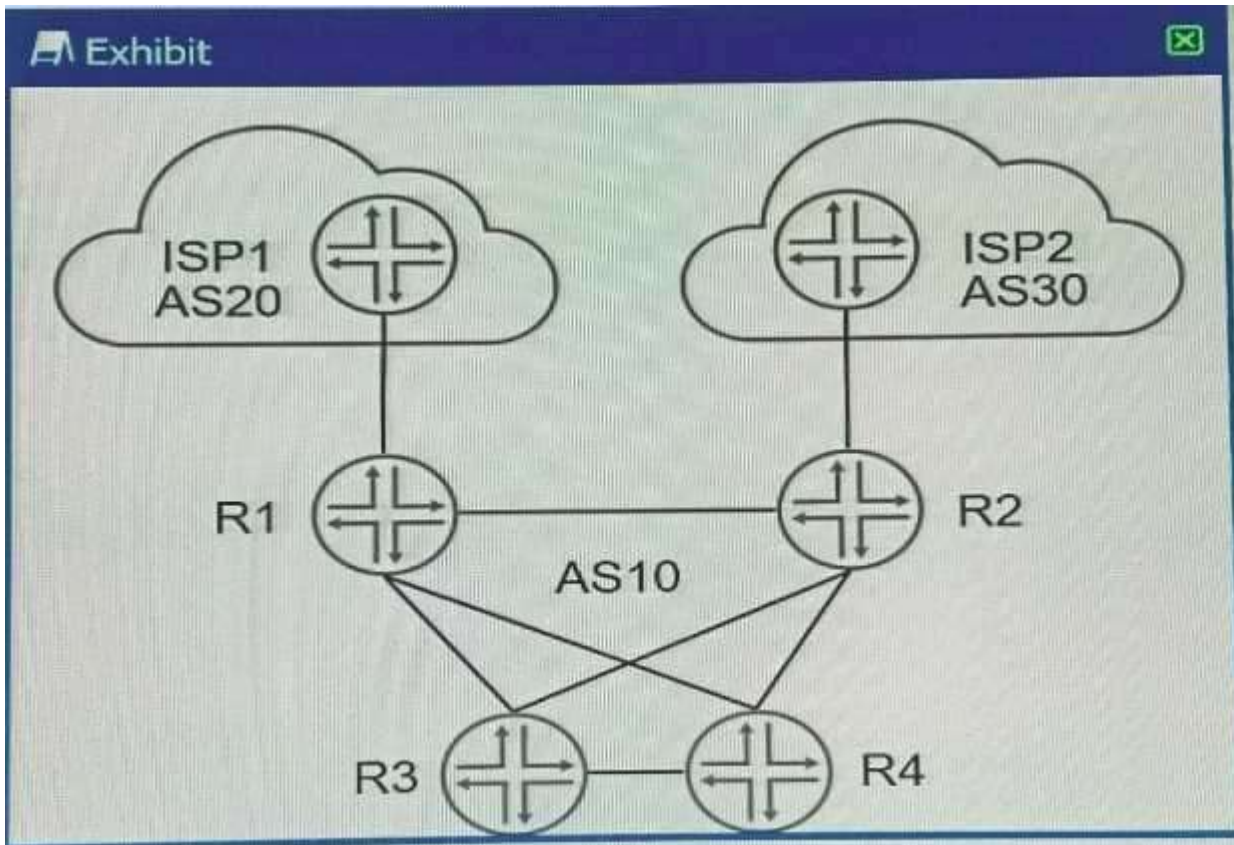 Exhibit
ISP1
AS20
ISP2
AS30
R1
R2
AS10
R3
R4